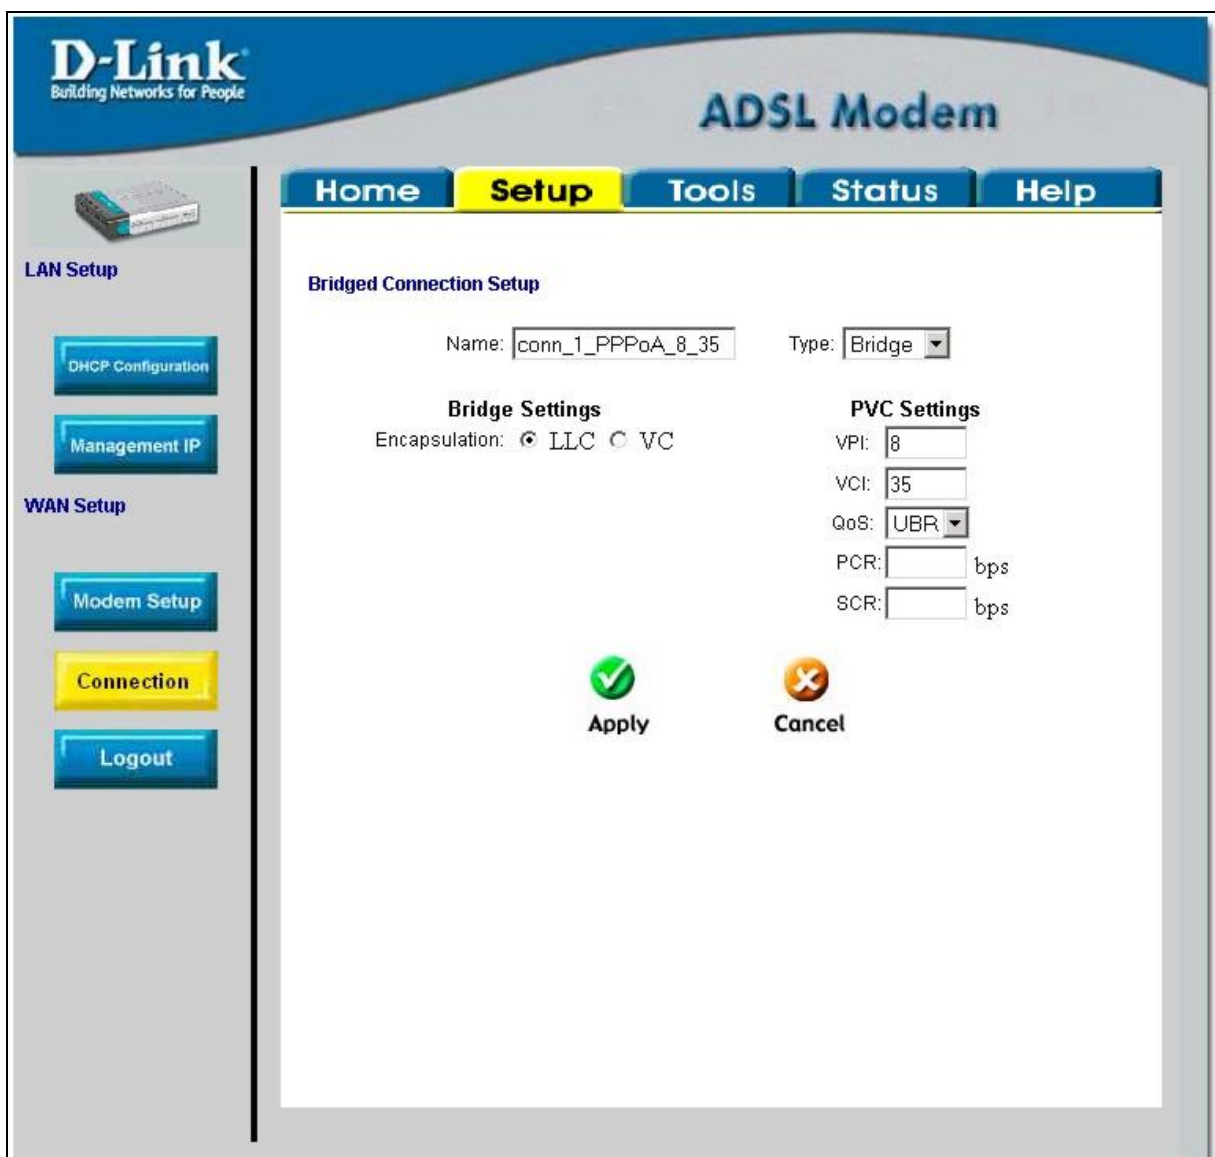 D-Link
Building Networks for People
ADSL Modem
Home Setup Tools Status Help
LAN Setup
DHCP Configuration
Management IP
WAN Setup
Modem Setup
Connection
Logout
Bridged Connection Setup
Name: conn_1_PPPoA_8_35 Type: Bridge
Bridge Settings
Encapsulation: LLC VC
PVC Settings
VPI: 8
VCI: 35
QoS: UBR
PCR: bps
SCR: bps
Apply Cancel